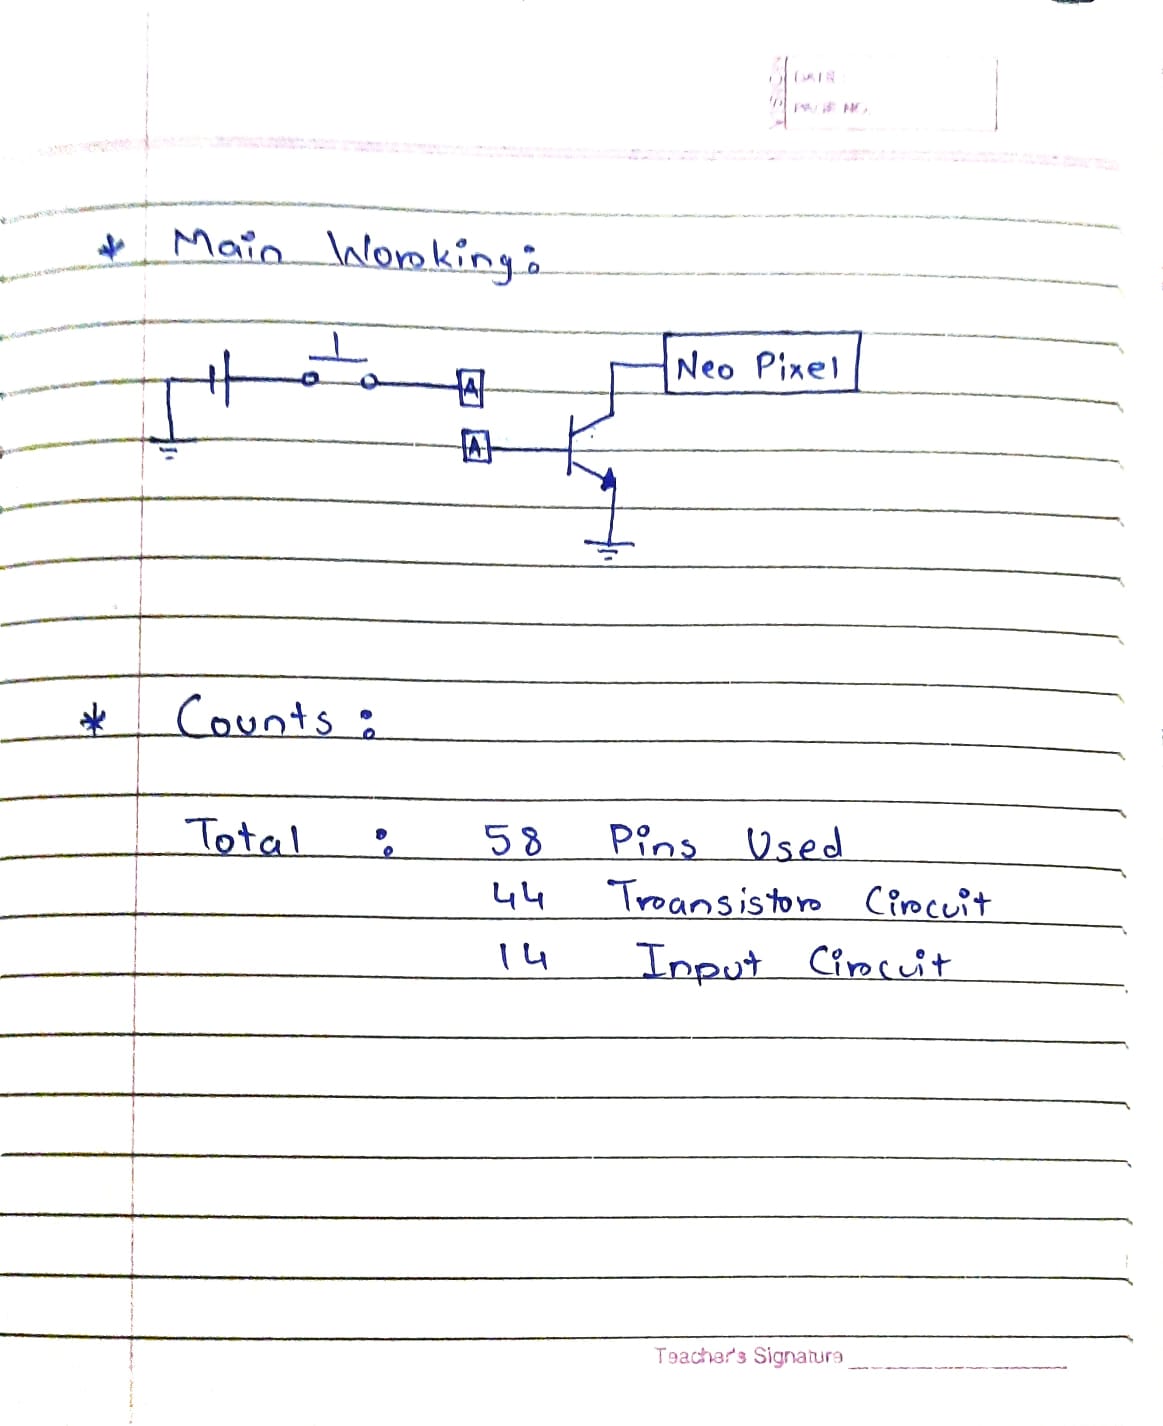 DATE
PAGE NO.
* Main Working:
Neo Pixel
A
A
* Counts:
Total : 58 Pins Used
44 Transistor Circuit
14 Input Circuit
Teacher's Signature